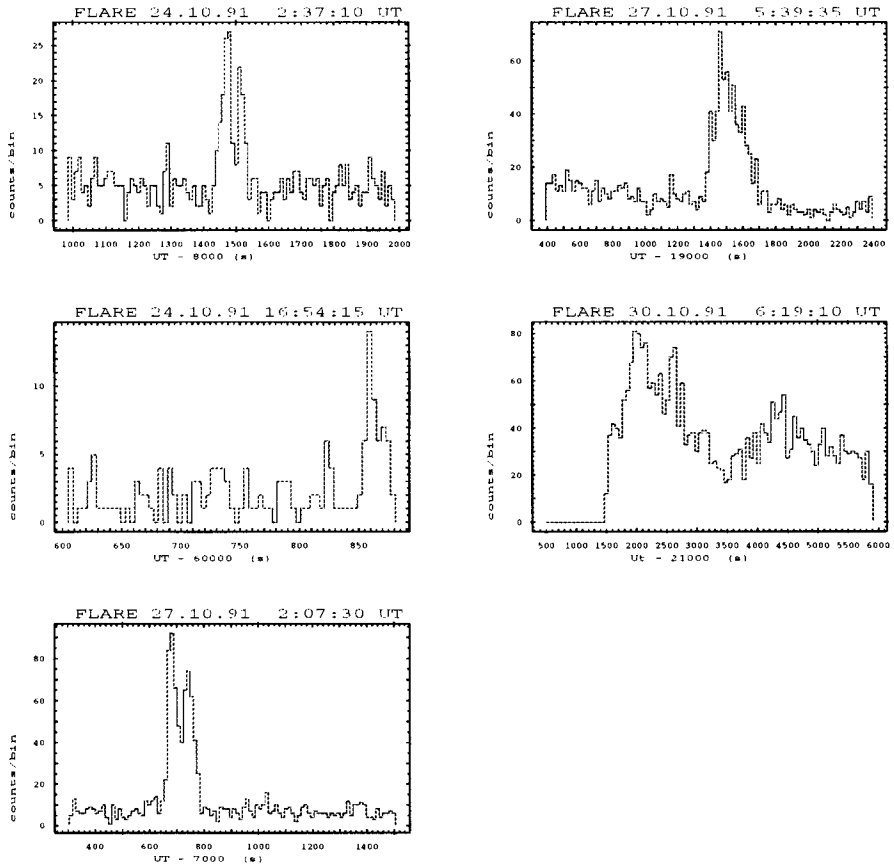 FLARE 24.10.91 2:37:10 UT
counts/bin
25
20
15
10
5
0
1000 1100 1200 1300 1400 1500 1600 1700 1800 1900 2000
UT - 8000 (s)
FLARE 27.10.91 5:39:35 UT
counts/bin
60
40
20
0
400 600 800 1000 1200 1400 1600 1800 2000 2200 2400
UT - 19000 (s)
FLARE 24.10.91 16:54:15 UT
counts/bin
10
5
0
600 650 700 750 800 850
UT - 60000 (s)
FLARE 30.10.91 6:19:10 UT
counts/bin
80
60
40
20
0
500 1000 1500 2000 2500 3000 3500 4000 4500 5000 5500 6000
Ut - 21000 (s)
FLARE 27.10.91 2:07:30 UT
counts/bin
80
60
40
20
0
400 600 800 1000 1200 1400
UT - 7000 (s)